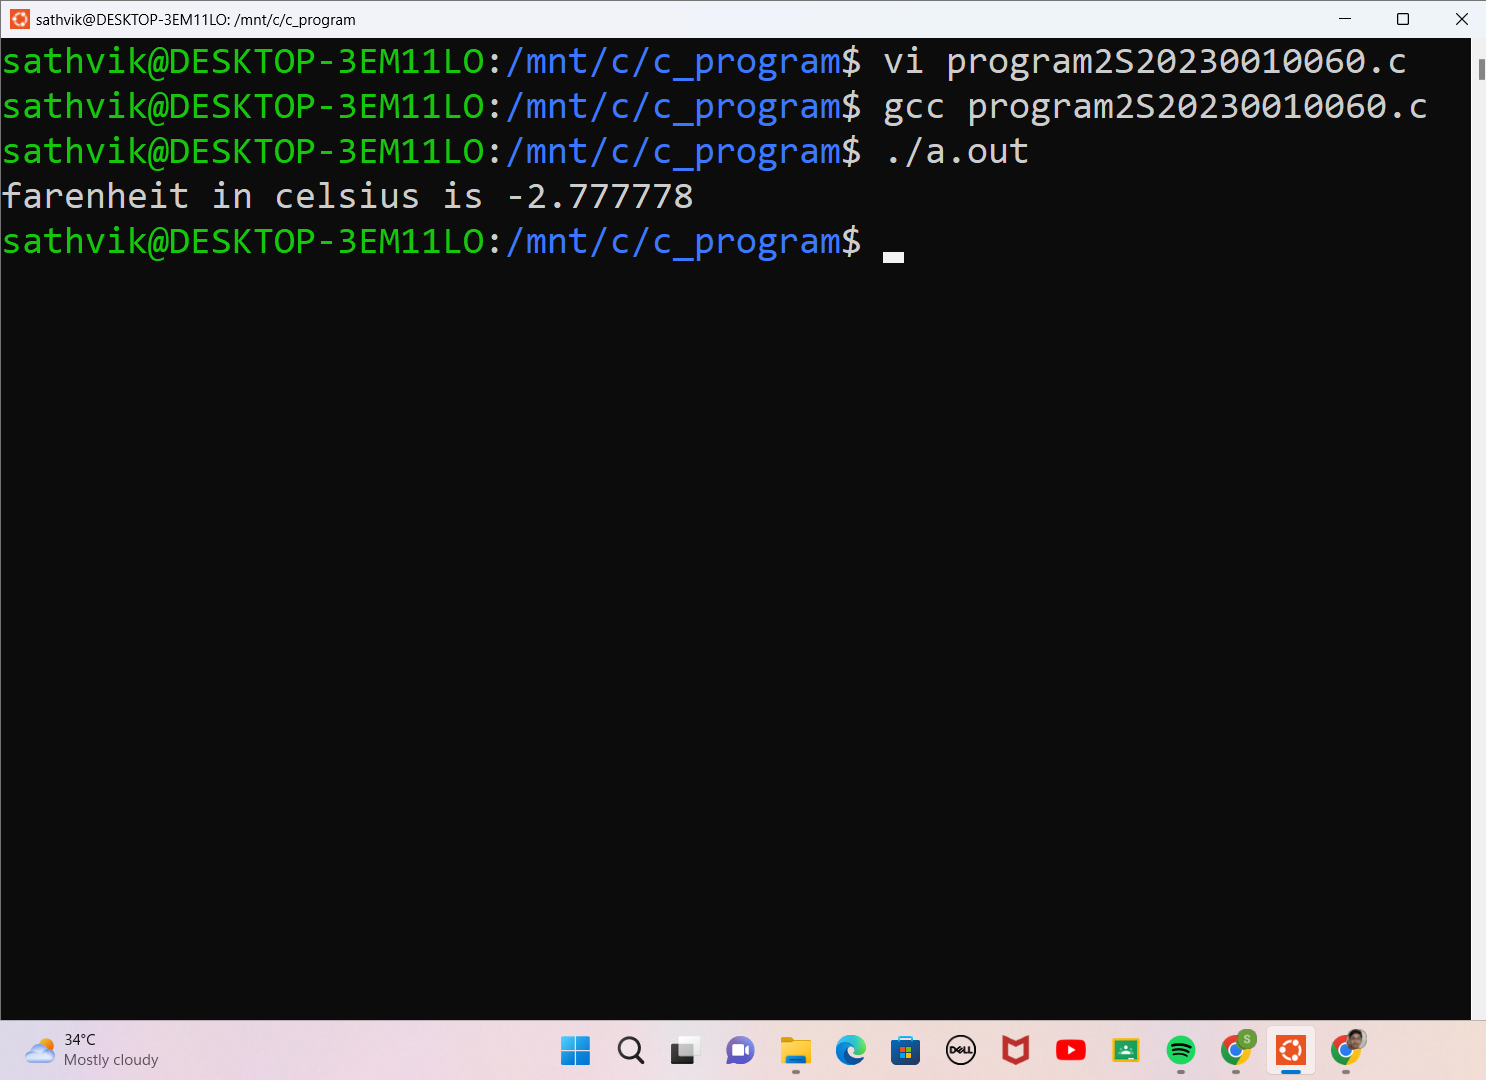 sathvik@DESKTOP-3EM11LO: /mnt/c/c_program
sathvik@DESKTOP-3EM11LO:/mnt/c/c_program$ vi program2S20230010060.c
sathvik@DESKTOP-3EM11LO:/mnt/c/c_program$ gcc program2S20230010060.c
sathvik@DESKTOP-3EM11LO:/mnt/c/c_program$ ./a.out
farenheit in celsius is -2.777778
sathvik@DESKTOP-3EM11LO:/mnt/c/c_program$
34°C
Mostly cloudy
DELL
S